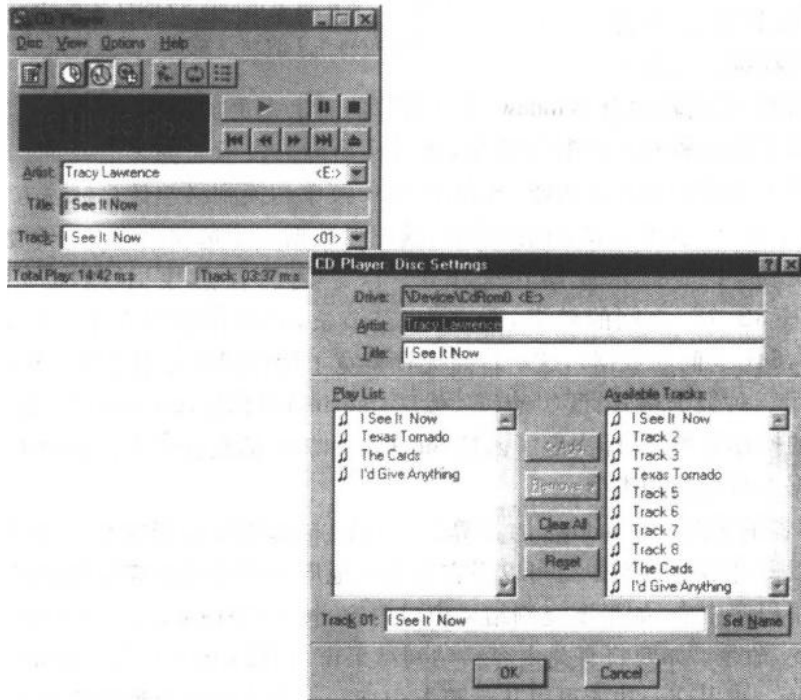 CD Player
Disc View Options Help
Artist: Tracy Lawrence <E:>
Title: I See It Now
Track: I See It Now <01>
Total Play: 14:42 m:s Track: 03:37 m:s
CD Player: Disc Settings
Drive: \Device\CdRom0 <E:>
Artist: Tracy Lawrence
Title: I See It Now
Play List:
I See It Now
Texas Tornado
The Cards
I'd Give Anything
<- Add
Remove ->
Clear All
Reset
Available Tracks:
I See It Now
Track 2
Track 3
Texas Tornado
Track 5
Track 6
Track 7
Track 8
The Cards
I'd Give Anything
Track 01: I See It Now Set Name
OK Cancel